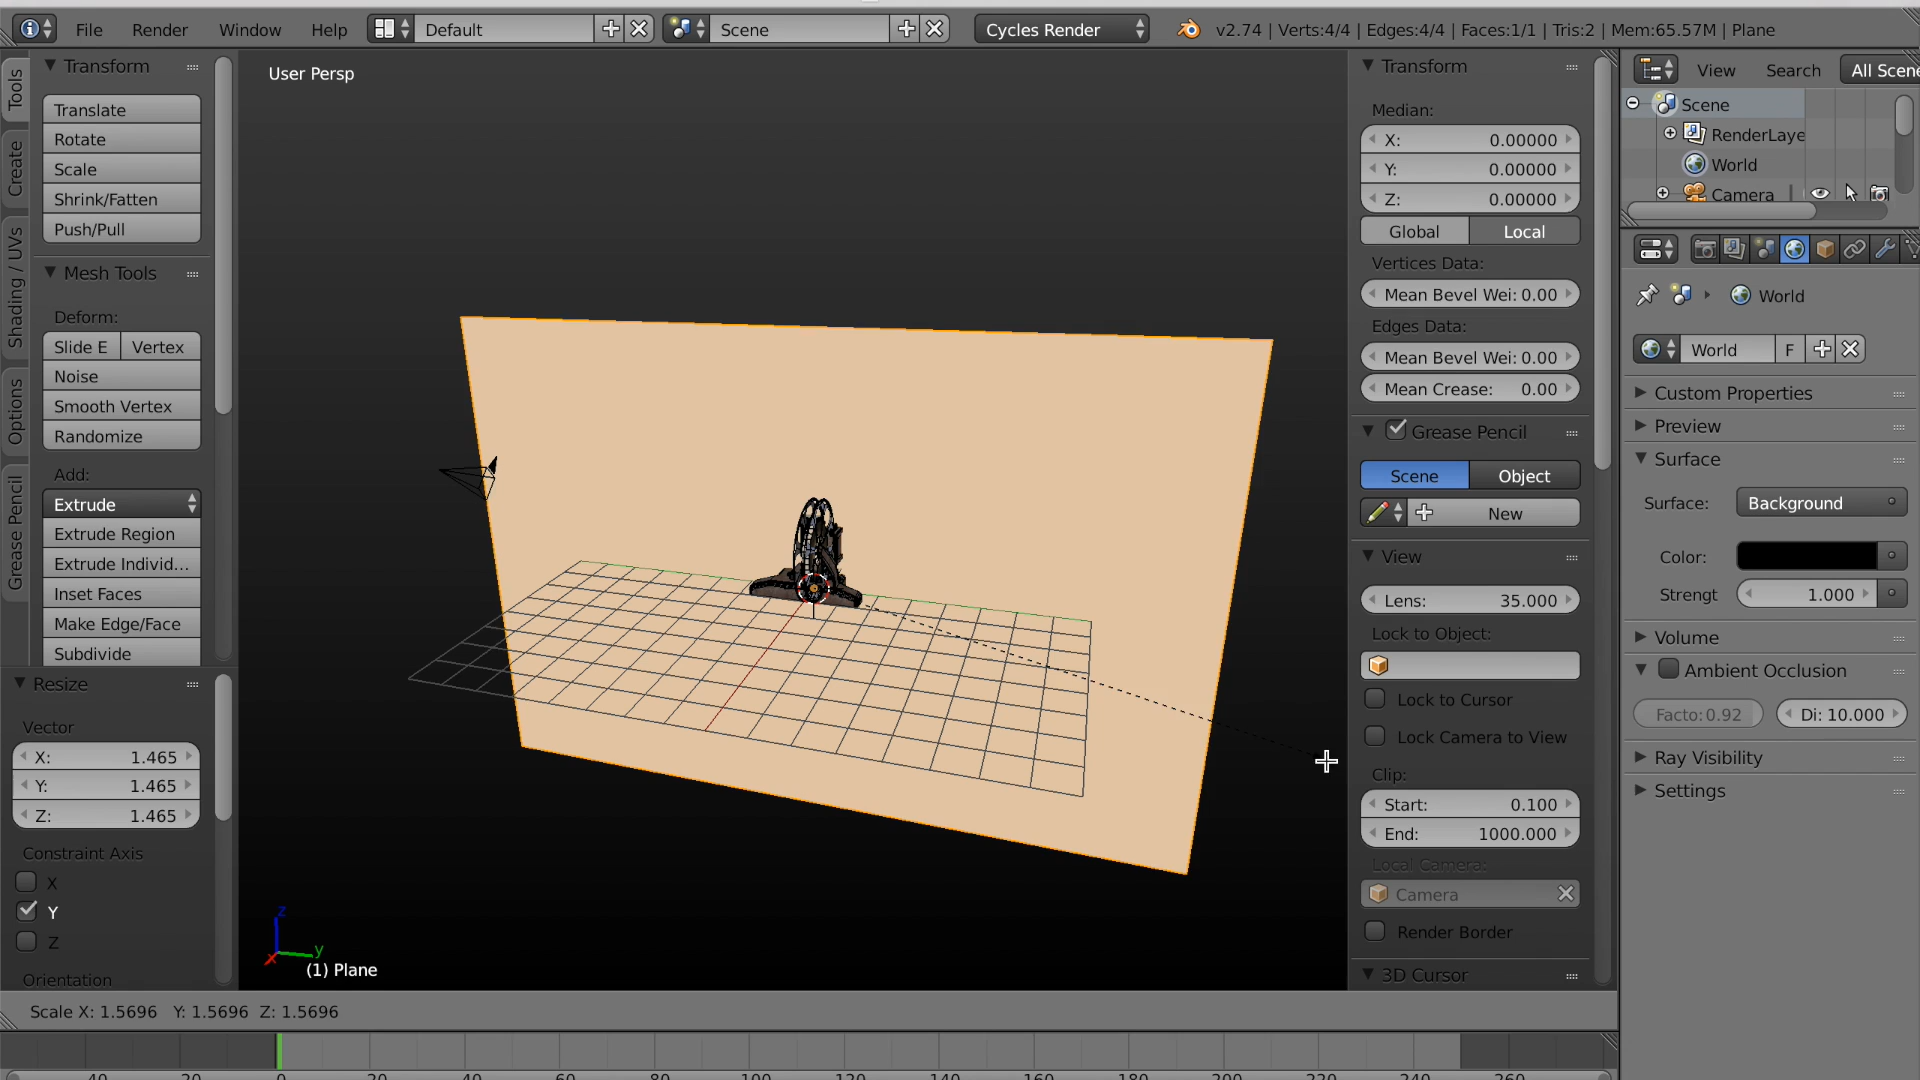 File Render Window Help Default Scene Cycles Render v2.74 | Verts:4/4 | Edges:4/4 | Faces:1/1 | Tris:2 | Mem:65.57M | Plane
Tools
Create
Shading / UVs
Options
Grease Pencil
Transform
Translate
Rotate
Scale
Shrink/Fatten
Push/Pull
Mesh Tools
Deform:
Slide E Vertex
Noise
Smooth Vertex
Randomize
Add:
Extrude
Extrude Region
Extrude Individ...
Inset Faces
Make Edge/Face
Subdivide
Resize
Vector
X: 1.465
Y: 1.465
Z: 1.465
Constraint Axis
X
Y
Z
Orientation
User Persp
z
y
x
(1) Plane
Transform
Median:
X: 0.00000
Y: 0.00000
Z: 0.00000
Global Local
Vertices Data:
Mean Bevel Wei: 0.00
Edges Data:
Mean Bevel Wei: 0.00
Mean Crease: 0.00
Grease Pencil
Scene Object
New
View
Lens: 35.000
Lock to Object:
Lock to Cursor
Lock Camera to View
Clip:
Start: 0.100
End: 1000.000
Local Camera:
Camera
Render Border
3D Cursor
View Search All Scene
Scene
RenderLaye
World
Camera
World
World F
Custom Properties
Preview
Surface
Surface: Background
Color:
Strengt 1.000
Volume
Ambient Occlusion
Facto: 0.92 Di: 10.000
Ray Visibility
Settings
Scale X: 1.5696 Y: 1.5696 Z: 1.5696
-40 -20 0 20 40 60 80 100 120 140 160 180 200 220 240 260